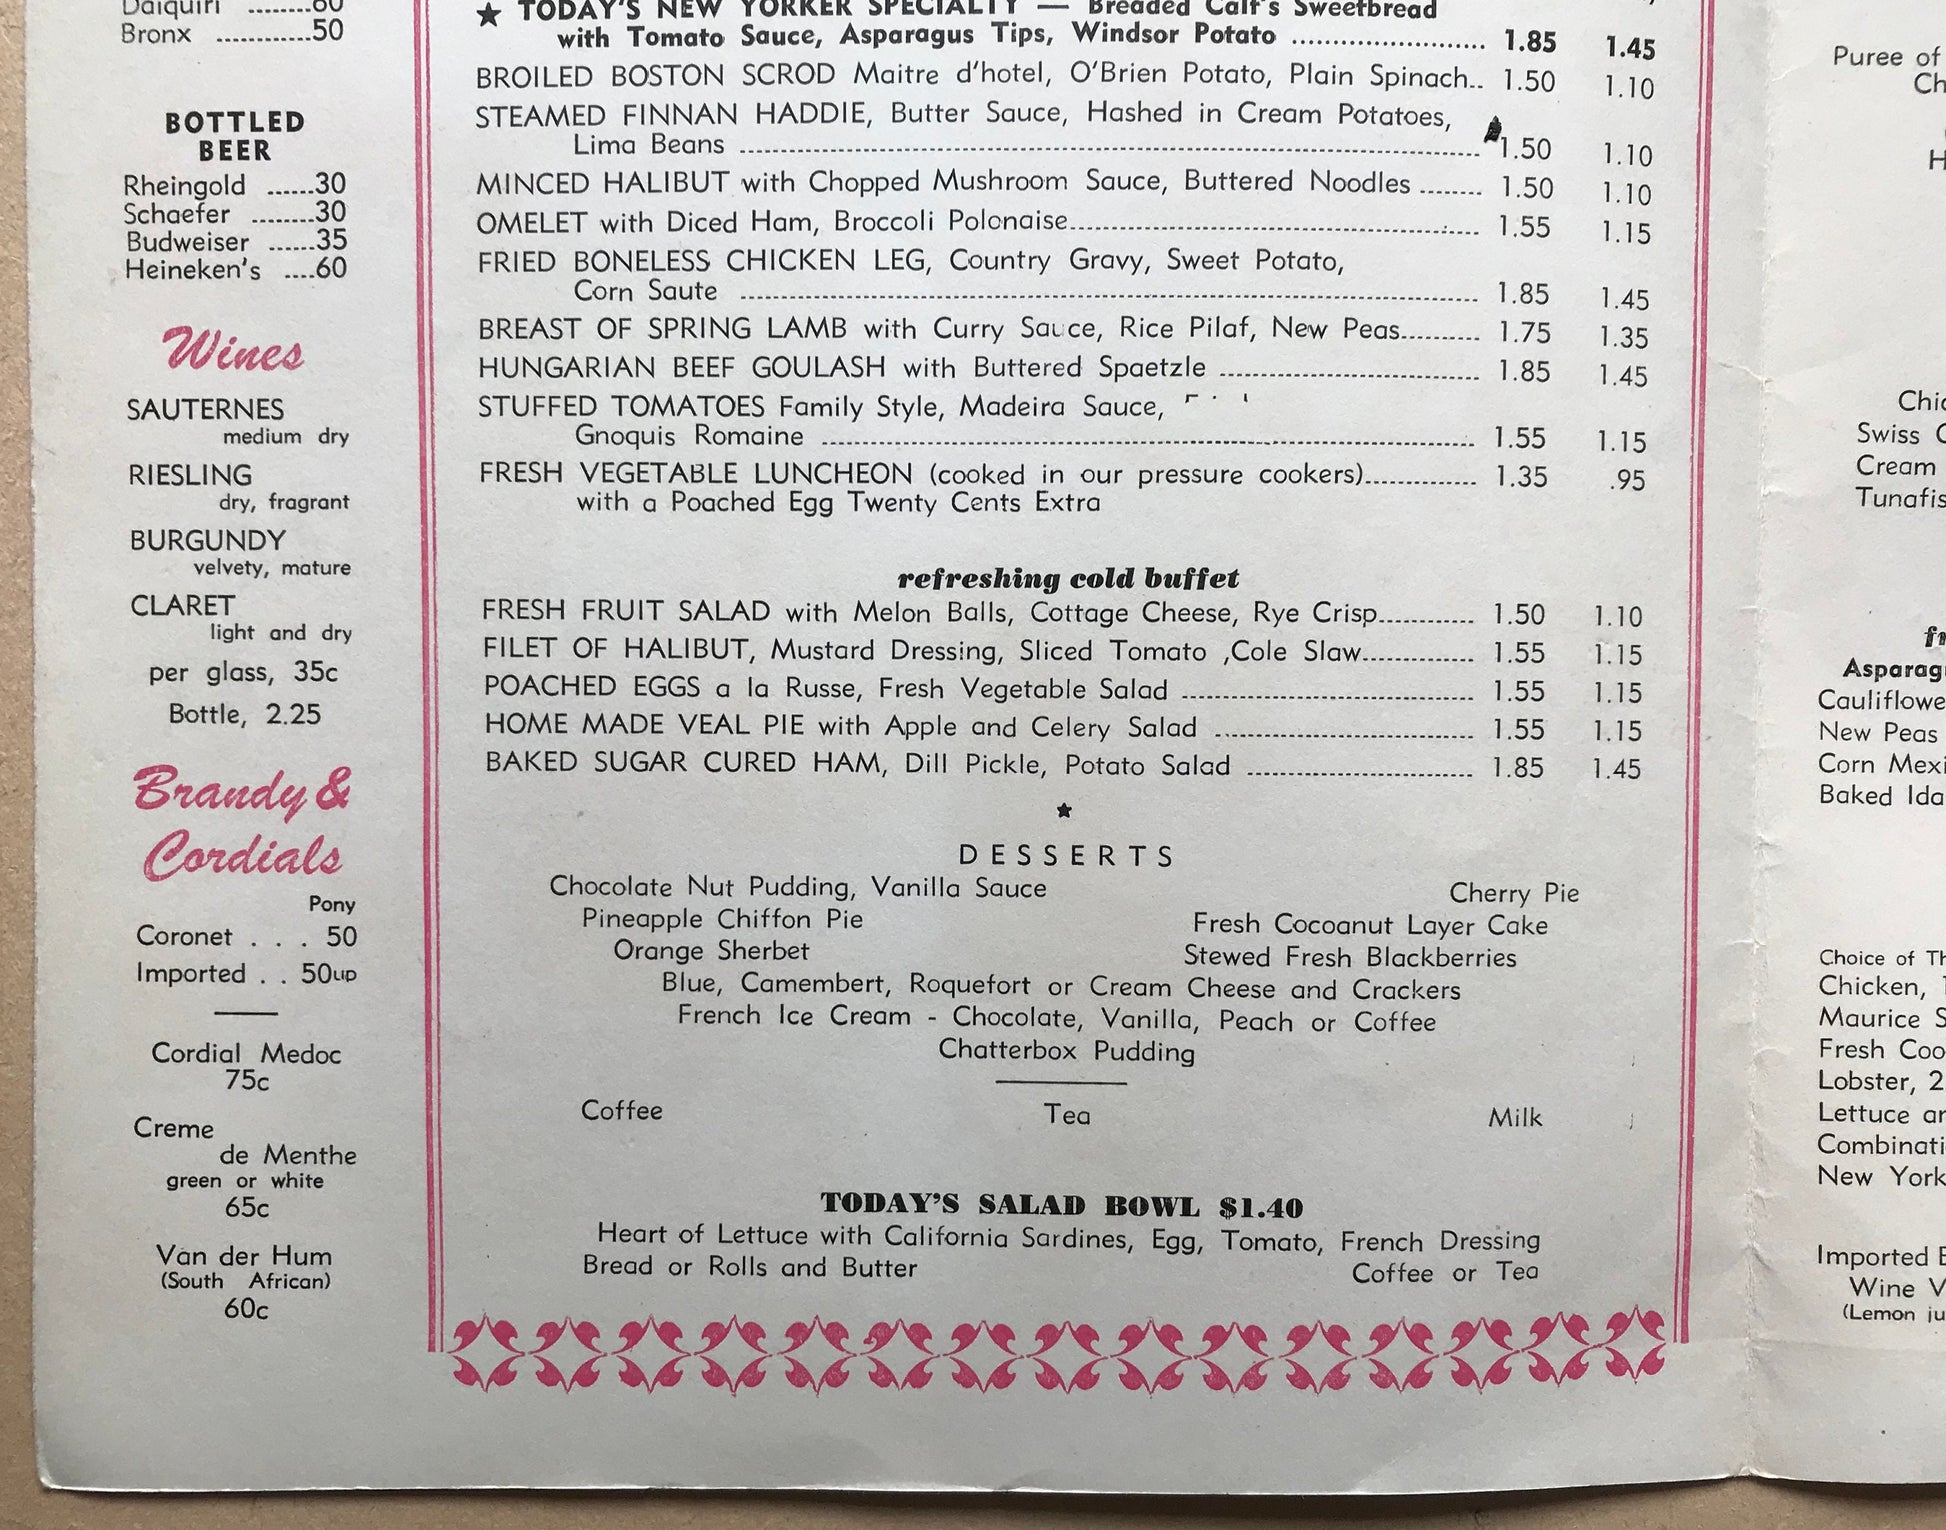 Daiquiri ........60
Bronx ............50
BOTTLED
BEER
Rheingold ......30
Schaefer ........30
Budweiser ......35
Heineken's ....60
Wines
SAUTERNES
medium dry
RIESLING
dry, fragrant
BURGUNDY
velvety, mature
CLARET
light and dry
per glass, 35c
Bottle, 2.25
Brandy &
Cordials
Pony
Coronet . . . 50
Imported . . 50up
Cordial Medoc
75c
Creme
de Menthe
green or white
65c
Van der Hum
(South African)
60c
★ TODAY'S NEW YORKER SPECIALTY — Breaded Calf's Sweetbread
with Tomato Sauce, Asparagus Tips, Windsor Potato ........................ 1.85 1.45
BROILED BOSTON SCROD Maitre d'hotel, O'Brien Potato, Plain Spinach.. 1.50 1.10
STEAMED FINNAN HADDIE, Butter Sauce, Hashed in Cream Potatoes,
Lima Beans ........................ 1.50 1.10
MINCED HALIBUT with Chopped Mushroom Sauce, Buttered Noodles ........ 1.50 1.10
OMELET with Diced Ham, Broccoli Polonaise........................ 1.55 1.15
FRIED BONELESS CHICKEN LEG, Country Gravy, Sweet Potato,
Corn Saute ........................ 1.85 1.45
BREAST OF SPRING LAMB with Curry Sauce, Rice Pilaf, New Peas.......... 1.75 1.35
HUNGARIAN BEEF GOULASH with Buttered Spaetzle ........................ 1.85 1.45
STUFFED TOMATOES Family Style, Madeira Sauce,
Gnoquis Romaine ........................ 1.55 1.15
FRESH VEGETABLE LUNCHEON (cooked in our pressure cookers).............. 1.35 .95
with a Poached Egg Twenty Cents Extra
refreshing cold buffet
FRESH FRUIT SALAD with Melon Balls, Cottage Cheese, Rye Crisp............ 1.50 1.10
FILET OF HALIBUT, Mustard Dressing, Sliced Tomato ,Cole Slaw.............. 1.55 1.15
POACHED EGGS a la Russe, Fresh Vegetable Salad ........................ 1.55 1.15
HOME MADE VEAL PIE with Apple and Celery Salad ........................ 1.55 1.15
BAKED SUGAR CURED HAM, Dill Pickle, Potato Salad ........................ 1.85 1.45
★
DESSERTS
Chocolate Nut Pudding, Vanilla Sauce Cherry Pie
Pineapple Chiffon Pie Fresh Cocoanut Layer Cake
Orange Sherbet Stewed Fresh Blackberries
Blue, Camembert, Roquefort or Cream Cheese and Crackers
French Ice Cream - Chocolate, Vanilla, Peach or Coffee
Chatterbox Pudding
Coffee Tea Milk
TODAY'S SALAD BOWL $1.40
Heart of Lettuce with California Sardines, Egg, Tomato, French Dressing
Bread or Rolls and Butter Coffee or Tea
Puree of
Swiss
Cream
Cauliflowe
New Peas
Corn Mexi
Baked Ida
Choice of
Chicken,
Maurice
Fresh
Lobster,
Lettuce
New York
Imported
Wine
(Lemon